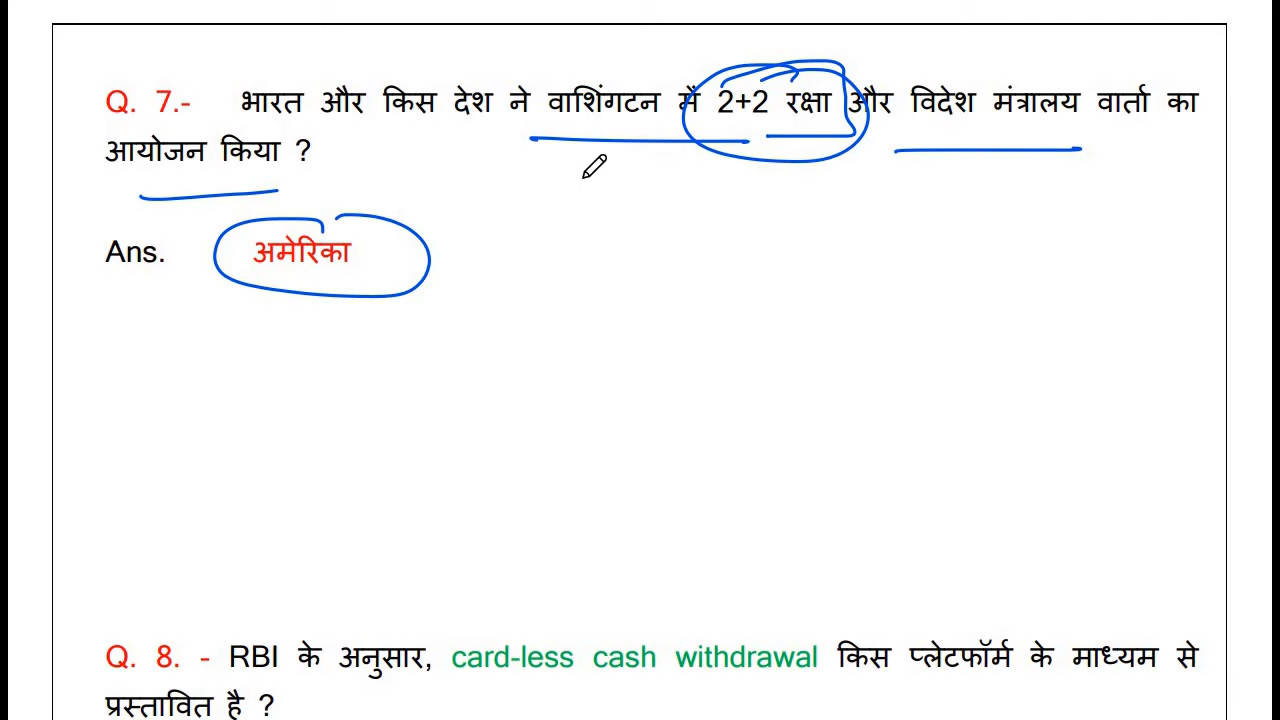 Q. 7.- भारत और किस देश ने वाशिंगटन में 2+2 रक्षा और विदेश मंत्रालय वार्ता का
आयोजन किया ?
Ans. अमेरिका
Q. 8. - RBI के अनुसार, card-less cash withdrawal किस प्लेटफॉर्म के माध्यम से
प्रस्तावित है ?